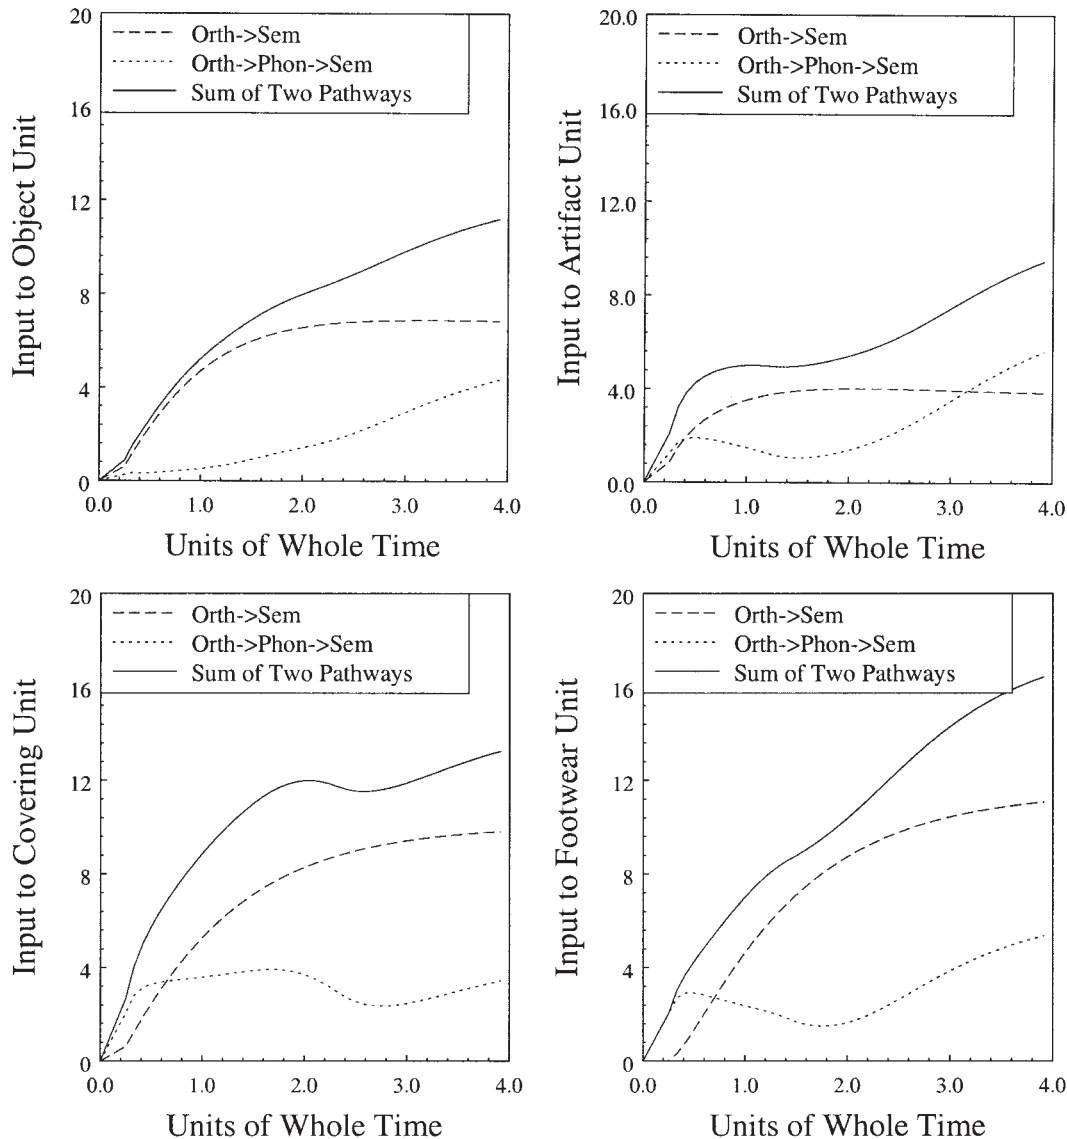 20
Orth->Sem
Orth->Phon->Sem
16
Sum of Two Pathways
12
8
4
0
Input to Object Unit
0.0 1.0 2.0 3.0 4.0
Units of Whole Time
20.0
Orth->Sem
Orth->Phon->Sem
16.0
Sum of Two Pathways
12.0
8.0
4.0
0.0
Input to Artifact Unit
0.0 1.0 2.0 3.0 4.0
Units of Whole Time
20
Orth->Sem
Orth->Phon->Sem
16
Sum of Two Pathways
12
8
4
0
Input to Covering Unit
0.0 1.0 2.0 3.0 4.0
Units of Whole Time
20
Orth->Sem
Orth->Phon->Sem
16
Sum of Two Pathways
12
8
4
0
Input to Footwear Unit
0.0 1.0 2.0 3.0 4.0
Units of Whole Time